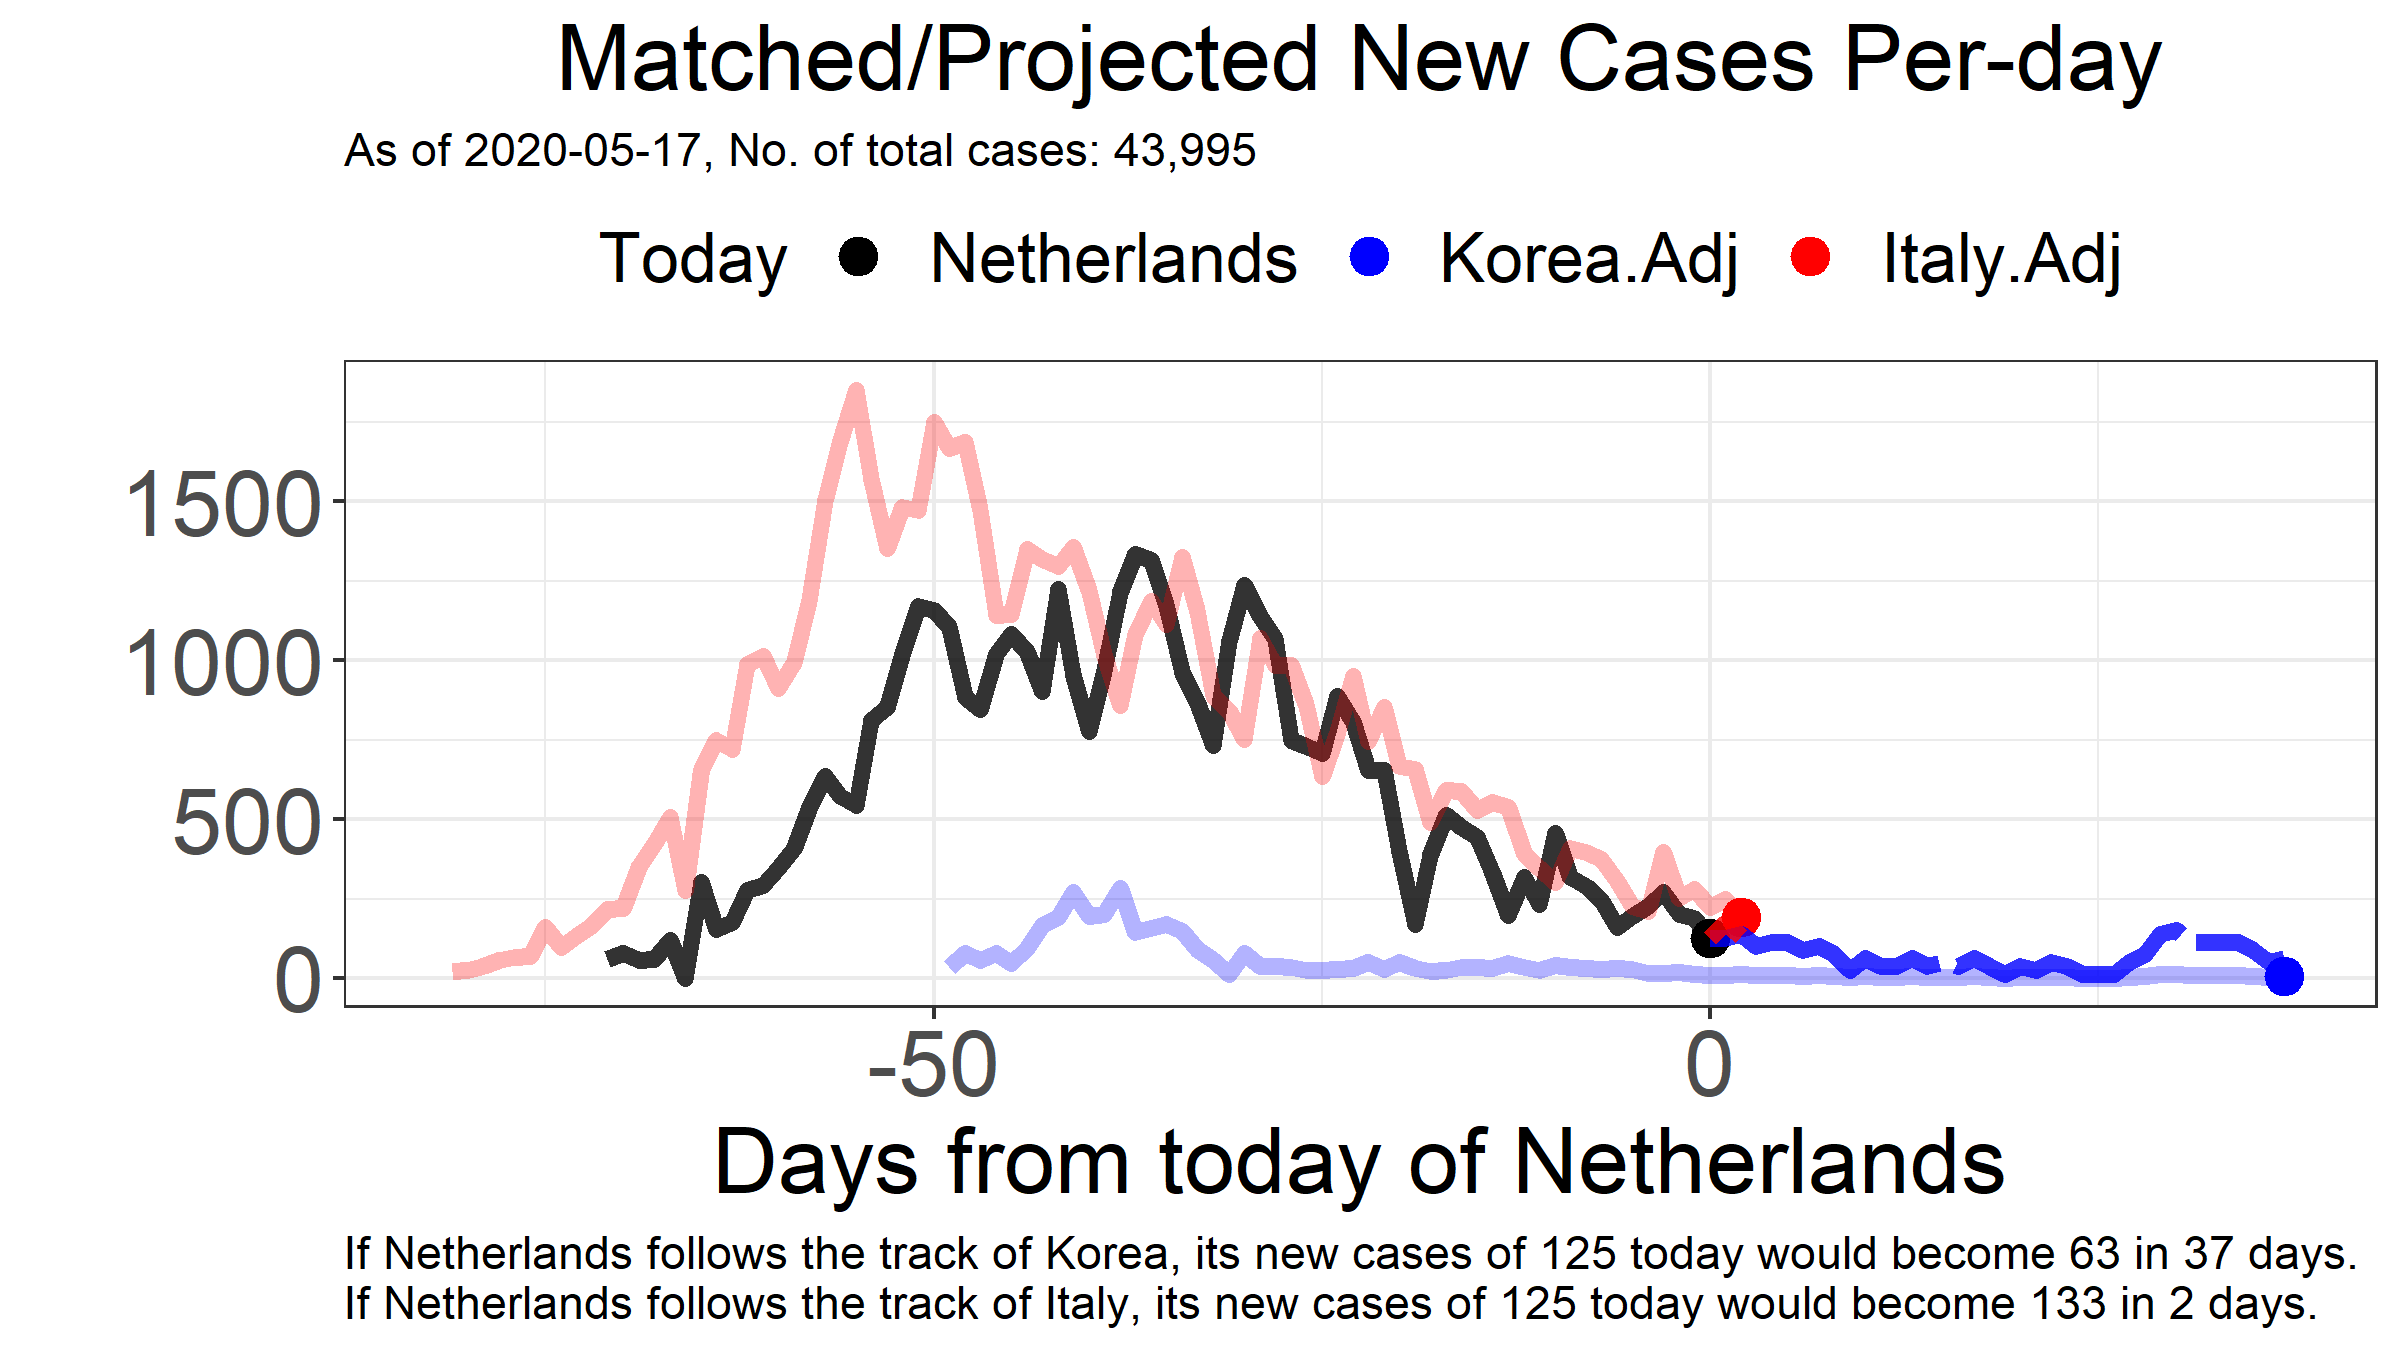 Matched/Projected New Cases Per-day
As of 2020-05-17, No. of total cases: 43,995
Today Netherlands Korea.Adj Italy.Adj
1500
1000
500
0
-50 0
Days from today of Netherlands
If Netherlands follows the track of Korea, its new cases of 125 today would become 63 in 37 days.
If Netherlands follows the track of Italy, its new cases of 125 today would become 133 in 2 days.